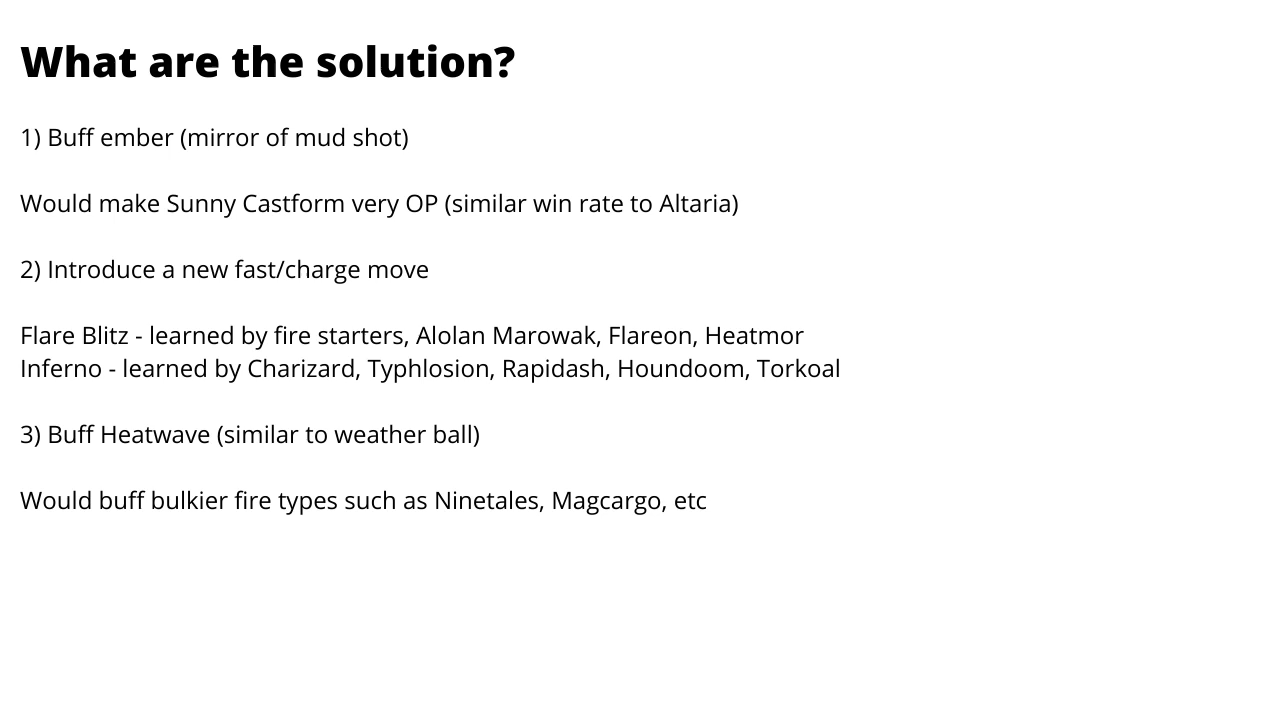 What are the solution?
1) Buff ember (mirror of mud shot)
Would make Sunny Castform very OP (similar win rate to Altaria)
2) Introduce a new fast/charge move
Flare Blitz - learned by fire starters, Alolan Marowak, Flareon, Heatmor
Inferno - learned by Charizard, Typhlosion, Rapidash, Houndoom, Torkoal
3) Buff Heatwave (similar to weather ball)
Would buff bulkier fire types such as Ninetales, Magcargo, etc